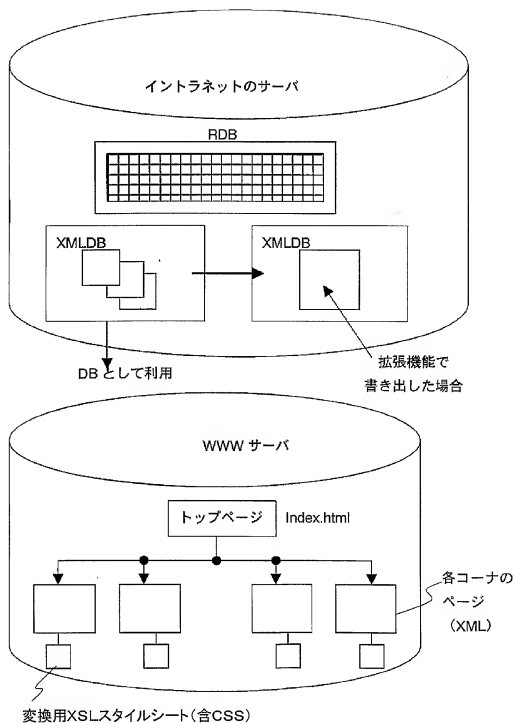 イントラネットのサーバ
RDB
XMLDB
XMLDB
DBとして利用
拡張機能で
書き出した場合
WWW サーバ
トップページ
Index.html
各コーナの
ページ
（XML）
変換用XSLスタイルシート（含CSS）